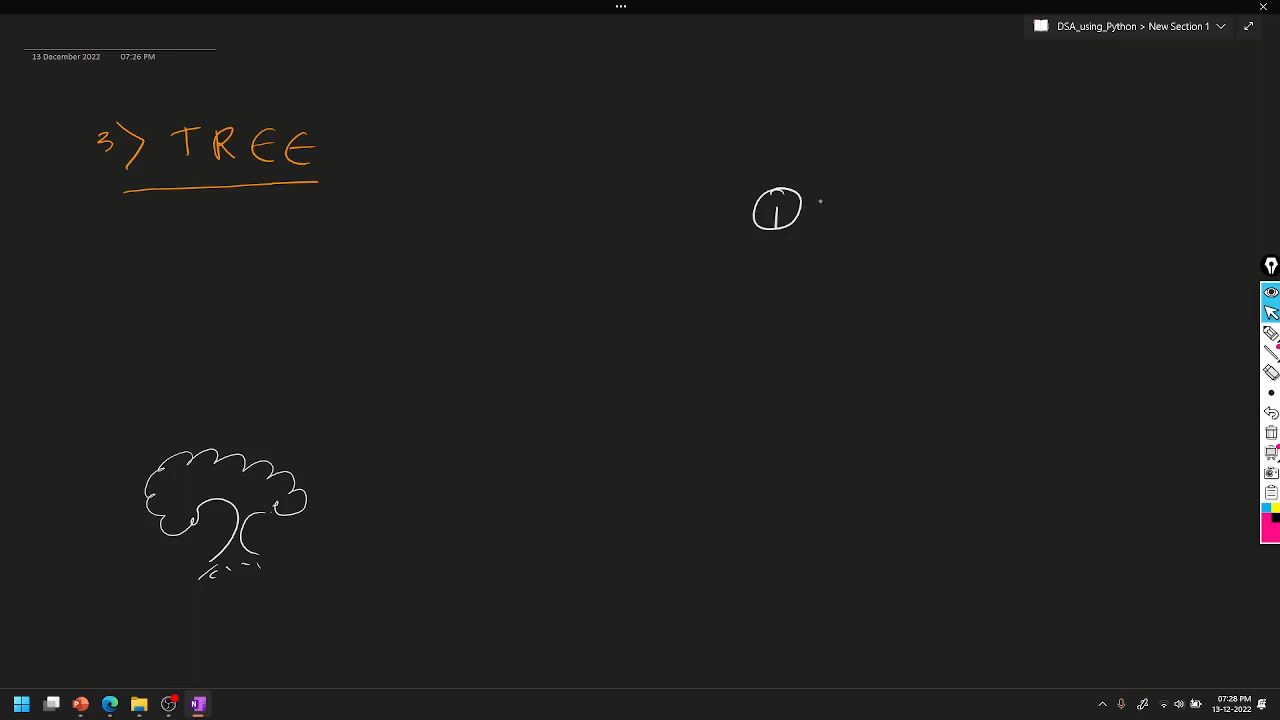 DSA_using_Python > New Section 1
13 December 2022 07:26 PM
3> TREE
1
07:28 PM
13-12-2022